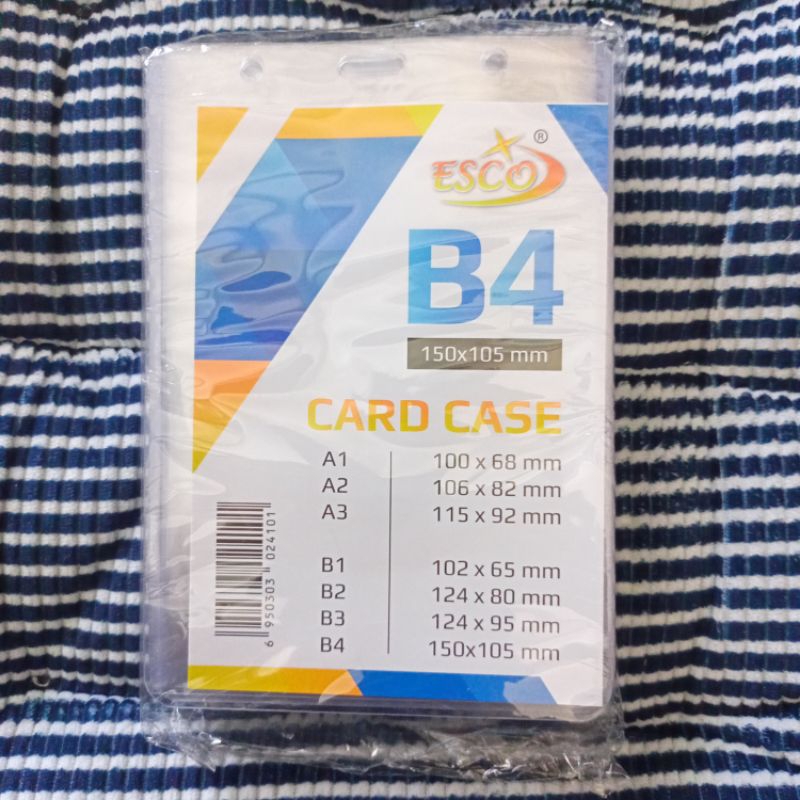 ESCO ®
B4
150x105 mm
CARD CASE
A1 100 x 68 mm
A2 106 x 82 mm
A3 115 x 92 mm
B1 102 x 65 mm
B2 124 x 80 mm
B3 124 x 95 mm
B4 150x105 mm
6 950303 024101